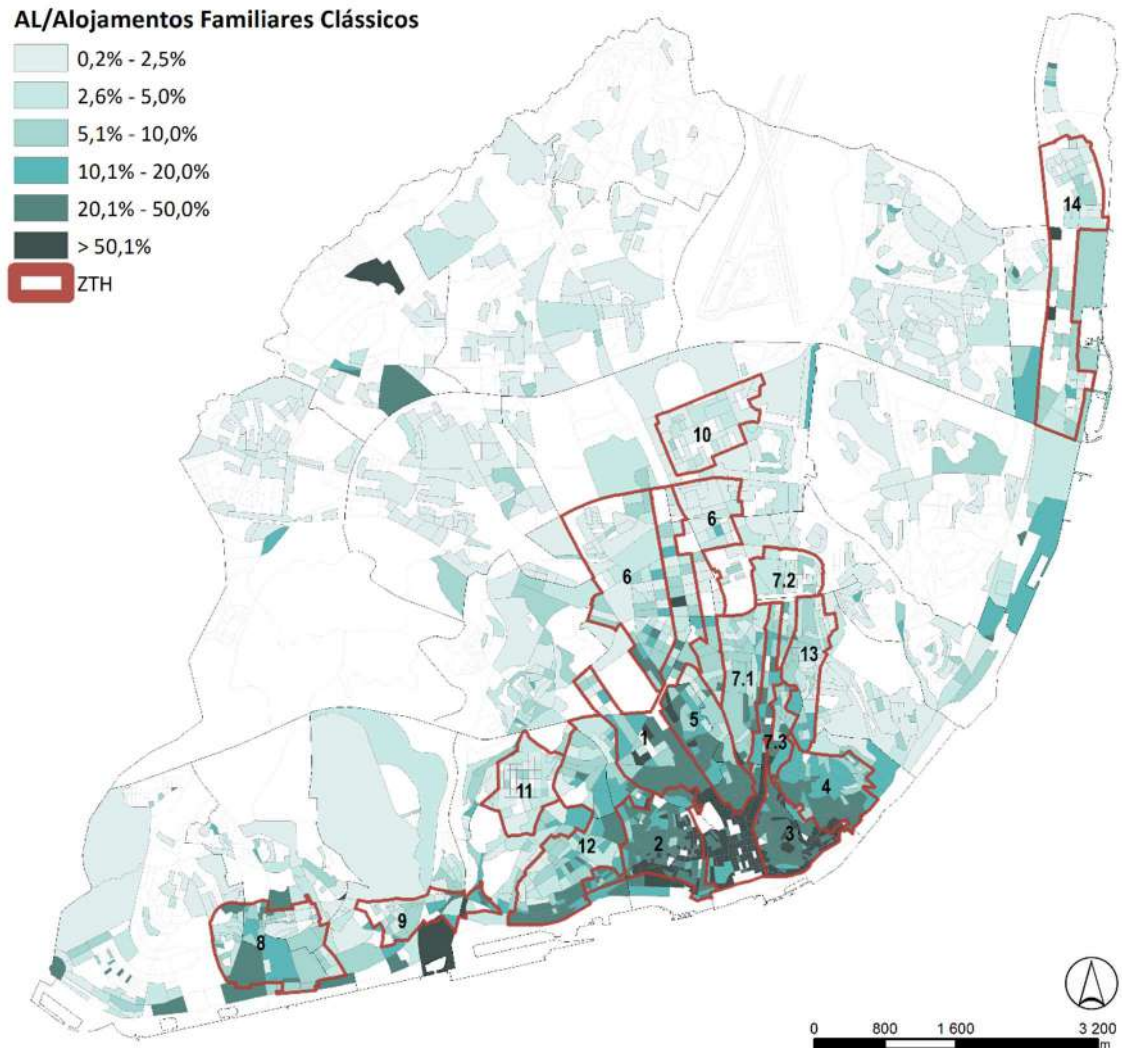 AL/Alojamentos Familiares Clássicos
0,2% - 2,5%
2,6% - 5,0%
5,1% - 10,0%
10,1% - 20,0%
20,1% - 50,0%
> 50,1%
ZTH
14
10
6
6
7.2
13
7.1
5
1
7.3
4
11
3
12
2
9
8
0 800 1 600 3 200
m